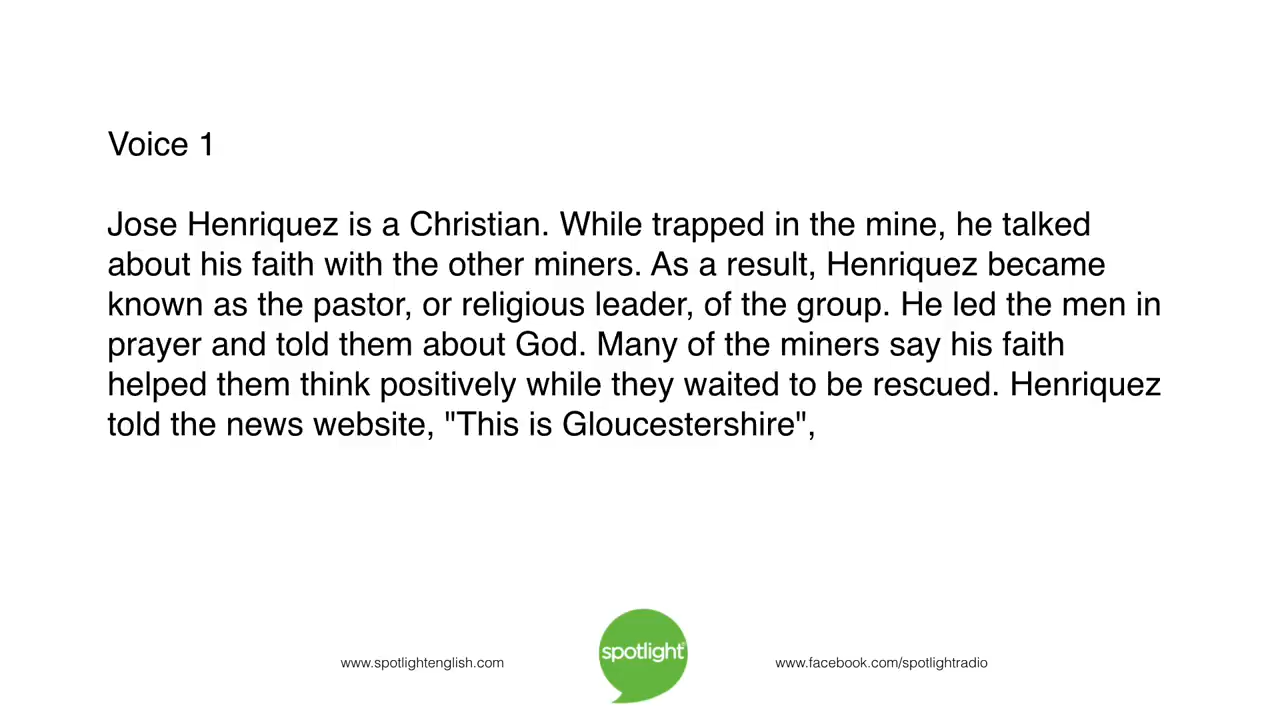 Voice 1
Jose Henriquez is a Christian. While trapped in the mine, he talked
about his faith with the other miners. As a result, Henriquez became
known as the pastor, or religious leader, of the group. He led the men in
prayer and told them about God. Many of the miners say his faith
helped them think positively while they waited to be rescued. Henriquez
told the news website, "This is Gloucestershire",
www.spotlightenglish.com
spotlight
www.facebook.com/spotlightradio